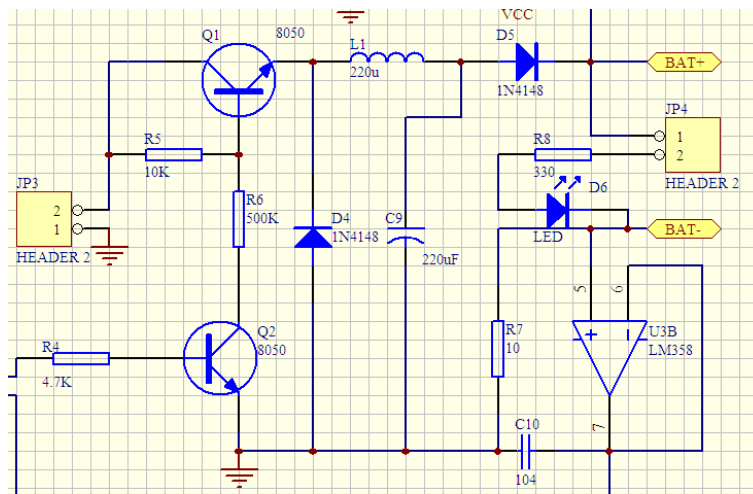 VCC
Q1
8050
L1
220u
D5
1N4148
BAT+
JP4
1
2
HEADER 2
R8
330
R5
10K
D6
LED
JP3
2
1
HEADER 2
R6
500K
D4
1N4148
C9
220uF
BAT-
5
6
R7
10
U3B
LM358
Q2
8050
R4
4.7K
7
C10
104